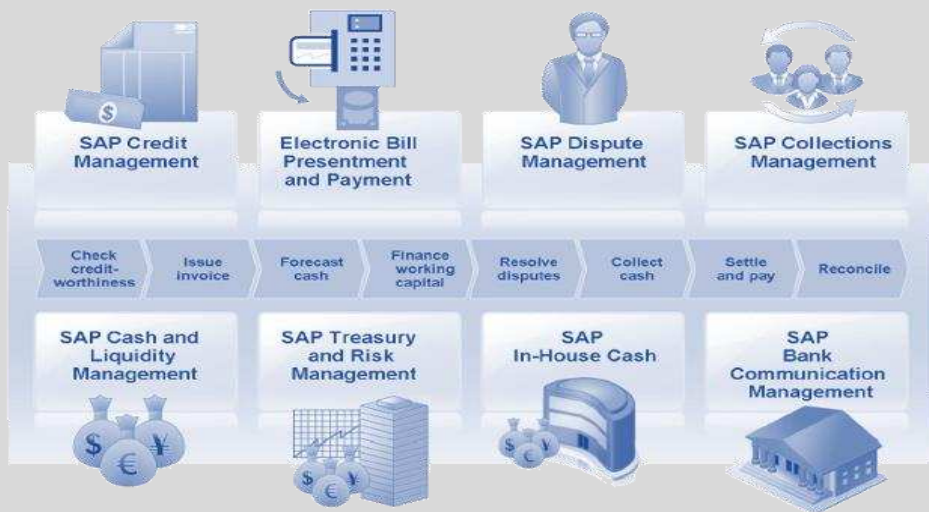 SAP Credit
Management
Electronic Bill
Presentment
and Payment
SAP Dispute
Management
SAP Collections
Management
Check
credit-
worthiness
Issue
invoice
Forecast
cash
Finance
working
capital
Resolve
disputes
Collect
cash
Settle
and pay
Reconcile
SAP Cash and
Liquidity
Management
SAP Treasury
and Risk
Management
SAP
In-House Cash
SAP
Bank
Communication
Management
$
$
€
¥
$
€
¥
$
€
¥